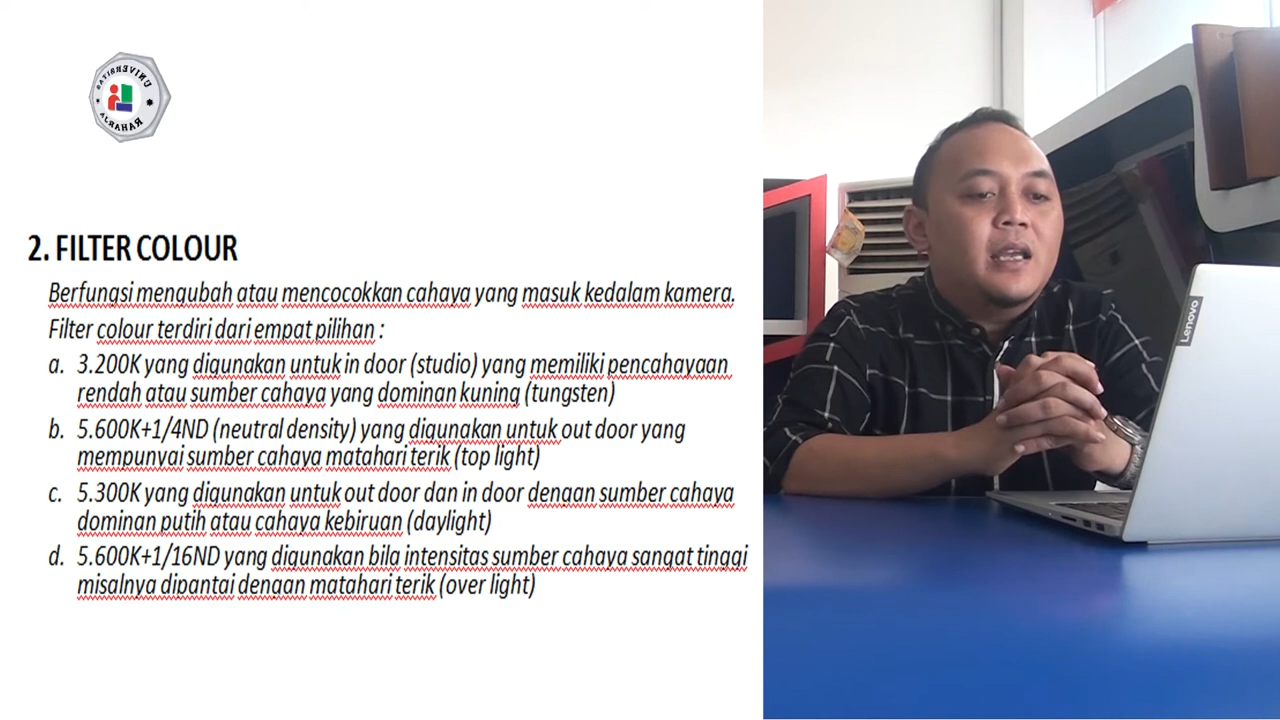 UNIVERSITAS
RAHARJA
2. FILTER COLOUR
Berfungsi mengubah atau mencocokkan cahaya yang masuk kedalam kamera.
Filter colour terdiri dari empat pilihan :
a. 3.200K yang digunakan untuk in door (studio) yang memiliki pencahayaan
rendah atau sumber cahaya yang dominan kuning (tungsten)
b. 5.600K+1/4ND (neutral density) yang digunakan untuk out door yang
mempunyai sumber cahaya matahari terik (top light)
c. 5.300K yang digunakan untuk out door dan in door dengan sumber cahaya
dominan putih atau cahaya kebiruan (daylight)
d. 5.600K+1/16ND yang digunakan bila intensitas sumber cahaya sangat tinggi
misalnya dipantai dengan matahari terik (over light)
Lenovo